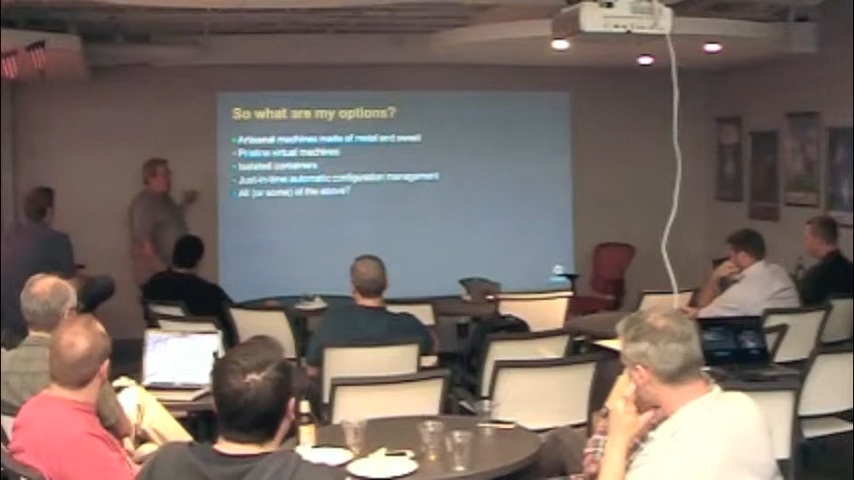 So what are my options?
- Artisanal machines made of metal and sweat
- Pristine virtual machines
- Isolated containers
- Just-in-time automatic configuration management
- All (or some) of the above?